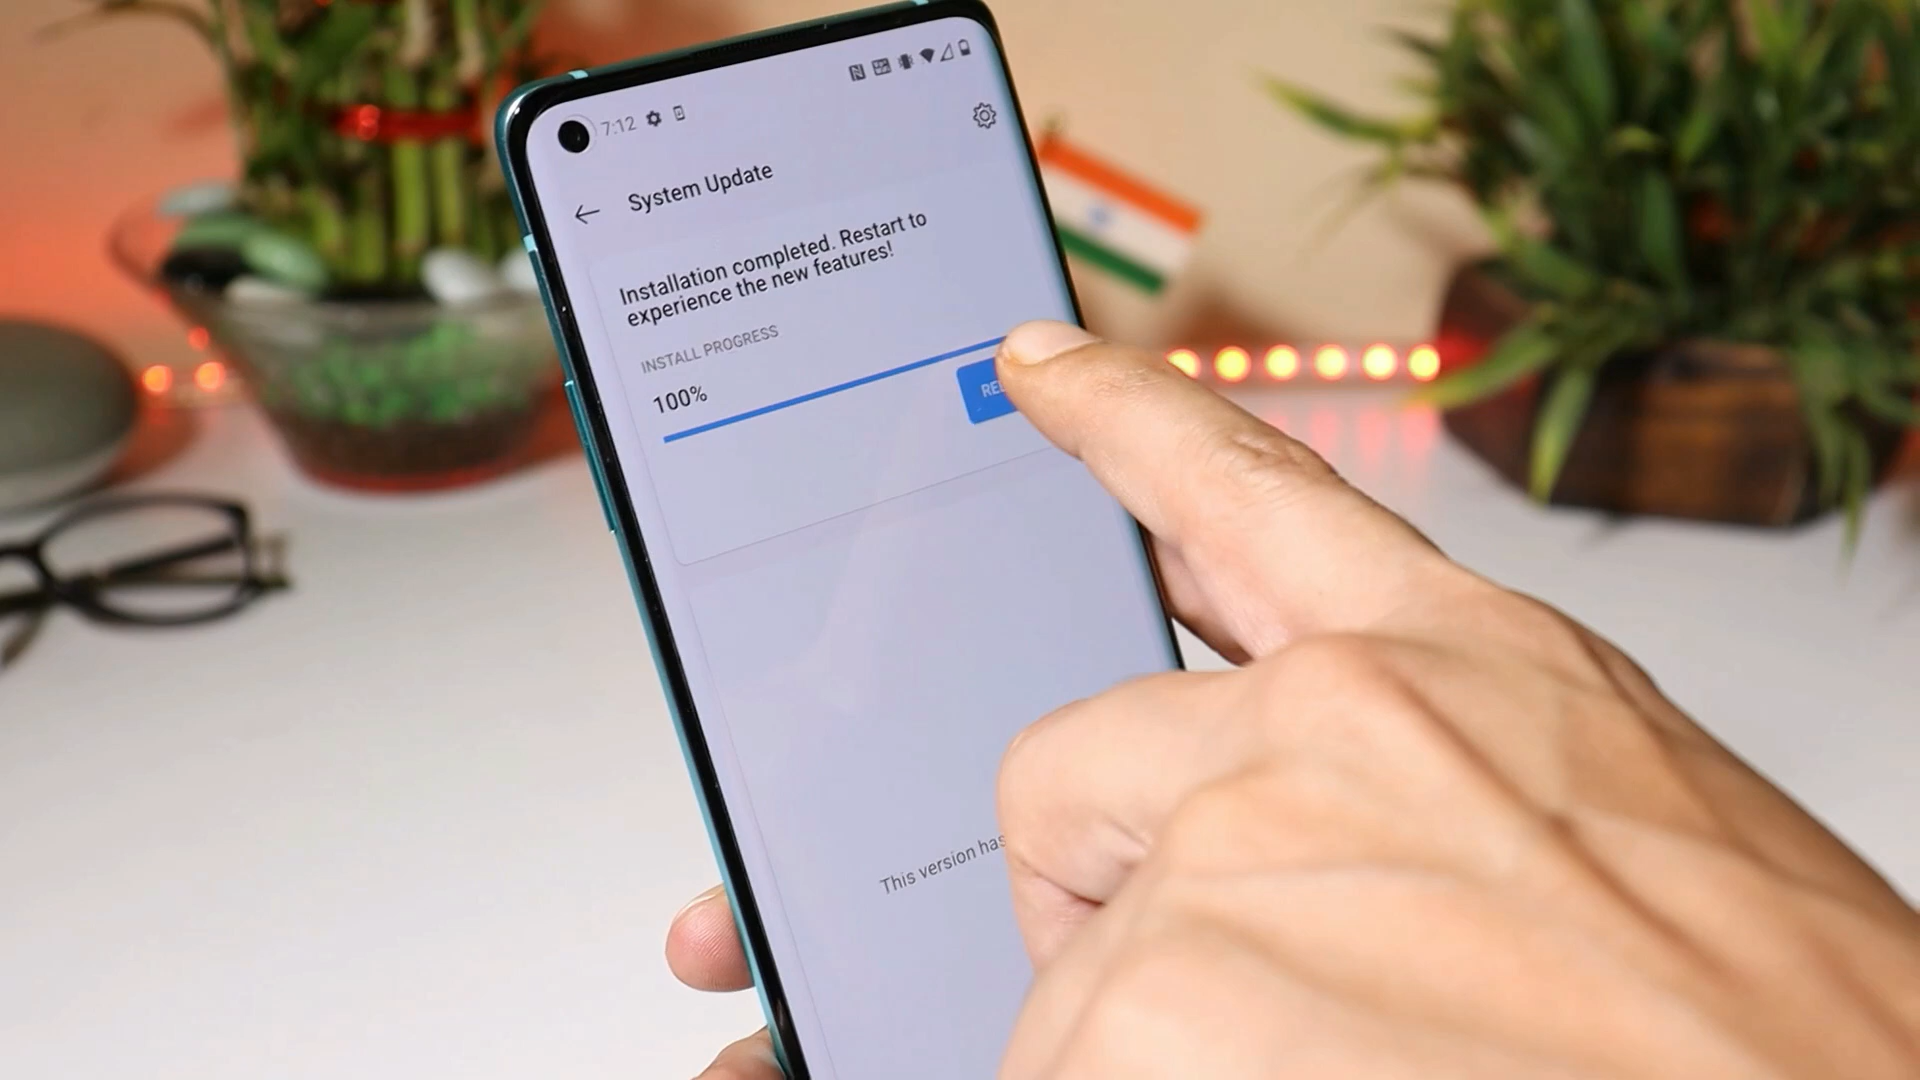 7:12
System Update
Installation completed. Restart to
experience the new features!
INSTALL PROGRESS
100%
This version has